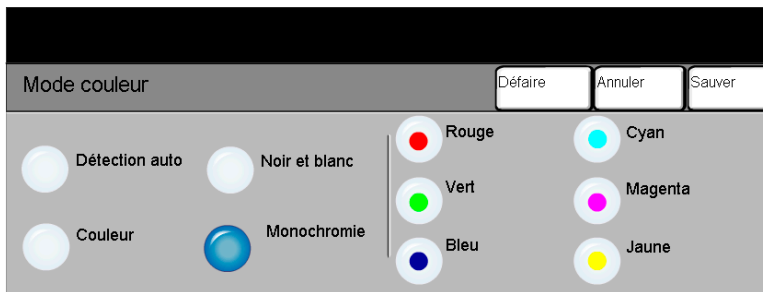 Mode couleur
Défaire
Annuler
Sauver
Détection auto
Noir et blanc
Couleur
Monochromie
Rouge
Cyan
Vert
Magenta
Bleu
Jaune